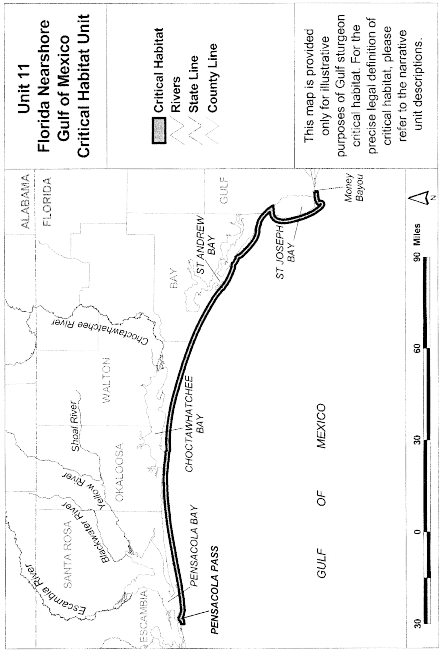 Unit 11
Florida Nearshore
Gulf of Mexico
Critical Habitat Unit
Critical Habitat
Rivers
State Line
County Line
This map is provided
only for illustrative
purposes of Gulf sturgeon
critical habitat. For the
precise legal definition of
critical habitat, please
refer to the narrative
unit descriptions.
ALABAMA
FLORIDA
Escambia River
SANTA ROSA
Blackwater River
Yellow River
Shoal River
OKALOOSA
WALTON
Choctawhatchee River
BAY
GULF
ESCAMBIA
PENSACOLA BAY
PENSACOLA PASS
CHOCTAWHATCHEE
BAY
ST ANDREW
BAY
ST JOSEPH
BAY
Money
Bayou
GULF OF MEXICO
30 0 30 60 90 Miles
N